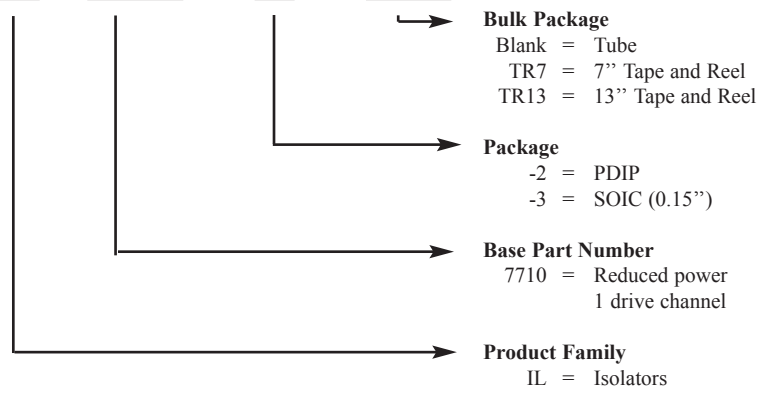 Bulk Package
Blank = Tube
TR7 = 7’’ Tape and Reel
TR13 = 13’’ Tape and Reel
Package
-2 = PDIP
-3 = SOIC (0.15’’)
Base Part Number
7710 = Reduced power
1 drive channel
Product Family
IL = Isolators